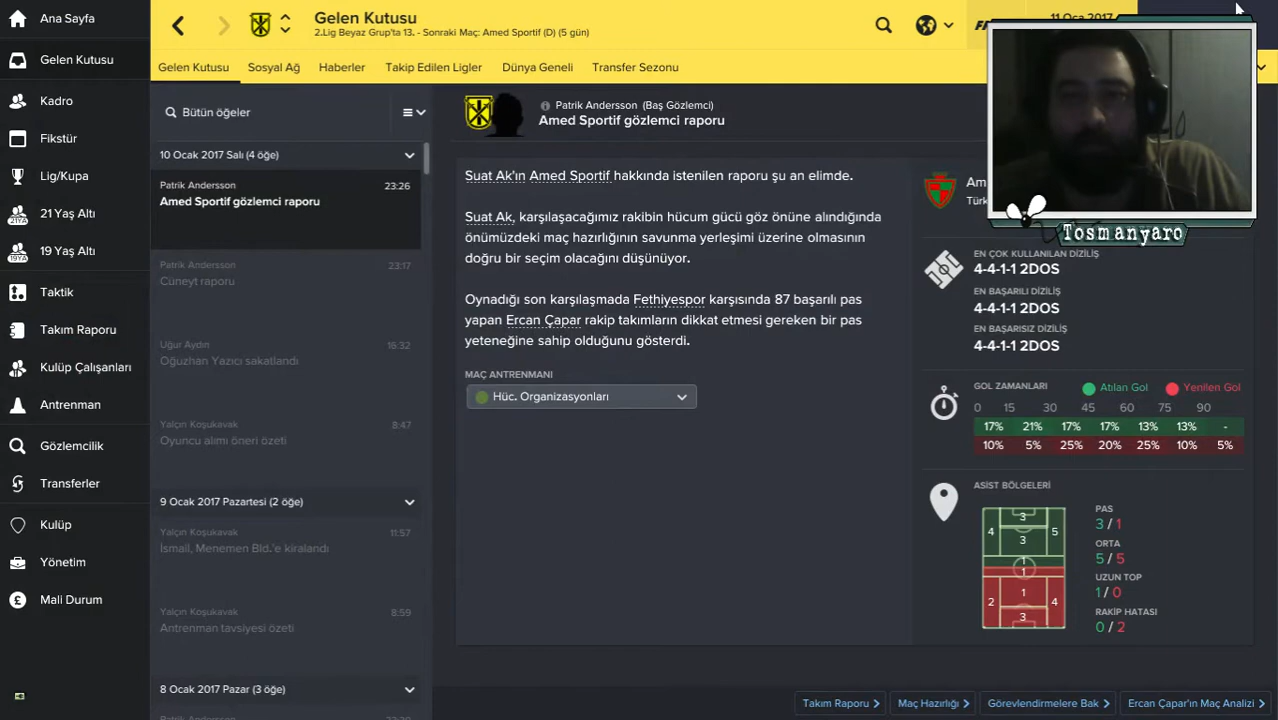 Ana Sayfa
Gelen Kutusu
Kadro
Fikstür
Lig/Kupa
21 Yaş Altı
19 Yaş Altı
Taktik
Takım Raporu
Kulüp Çalışanları
Antrenman
Gözlemcilik
Transferler
Kulüp
Yönetim
Mali Durum
Gelen Kutusu
2.Lig Beyaz Grup'ta 13. - Sonraki Maç: Amed Sportif (D) (5 gün)
11 Oca 2017
Gelen Kutusu
Sosyal Ağ
Haberler
Takip Edilen Ligler
Dünya Geneli
Transfer Sezonu
Bütün öğeler
10 Ocak 2017 Salı (4 öğe)
Patrik Andersson 23:26
Amed Sportif gözlemci raporu
Patrik Andersson 23:17
Cüneyt raporu
Uğur Aydın 16:32
Oğuzhan Yazıcı sakatlandı
Yalçın Koşukavak 8:47
Oyuncu alımı öneri özeti
9 Ocak 2017 Pazartesi (2 öğe)
Yalçın Koşukavak 11:57
İsmail, Menemen Bld.'e kiralandı
Yalçın Koşukavak 8:59
Antrenman tavsiyesi özeti
8 Ocak 2017 Pazar (3 öğe)
Patrik Andersson (Baş Gözlemci)
Amed Sportif gözlemci raporu
Suat Ak'ın Amed Sportif hakkında istenilen raporu şu an elimde.
Suat Ak, karşılaşacağımız rakibin hücum gücü göz önüne alındığında
önümüzdeki maç hazırlığının savunma yerleşimi üzerine olmasının
doğru bir seçim olacağını düşünüyor.
Oynadığı son karşılaşmada Fethiyespor karşısında 87 başarılı pas
yapan Ercan Çapar rakip takımların dikkat etmesi gereken bir pas
yeteneğine sahip olduğunu gösterdi.
MAÇ ANTRENMANI
Hüc. Organizasyonları
Tosmanyaro
EN ÇOK KULLANILAN DİZİLİŞ
4-4-1-1 2DOS
EN BAŞARILI DİZİLİŞ
4-4-1-1 2DOS
EN BAŞARISIZ DİZİLİŞ
4-4-1-1 2DOS
GOL ZAMANLARI Atılan Gol Yenilen Gol
0 15 30 45 60 75 90
17% 21% 17% 17% 13% 13% -
10% 5% 25% 20% 25% 10% 5%
ASİST BÖLGELERİ
3
4 5
3
1
1
1
2 4
3
PAS
3 / 1
ORTA
5 / 5
UZUN TOP
1 / 0
RAKİP HATASI
0 / 2
Takım Raporu
Maç Hazırlığı
Görevlendirmelere Bak
Ercan Çapar'ın Maç Analizi